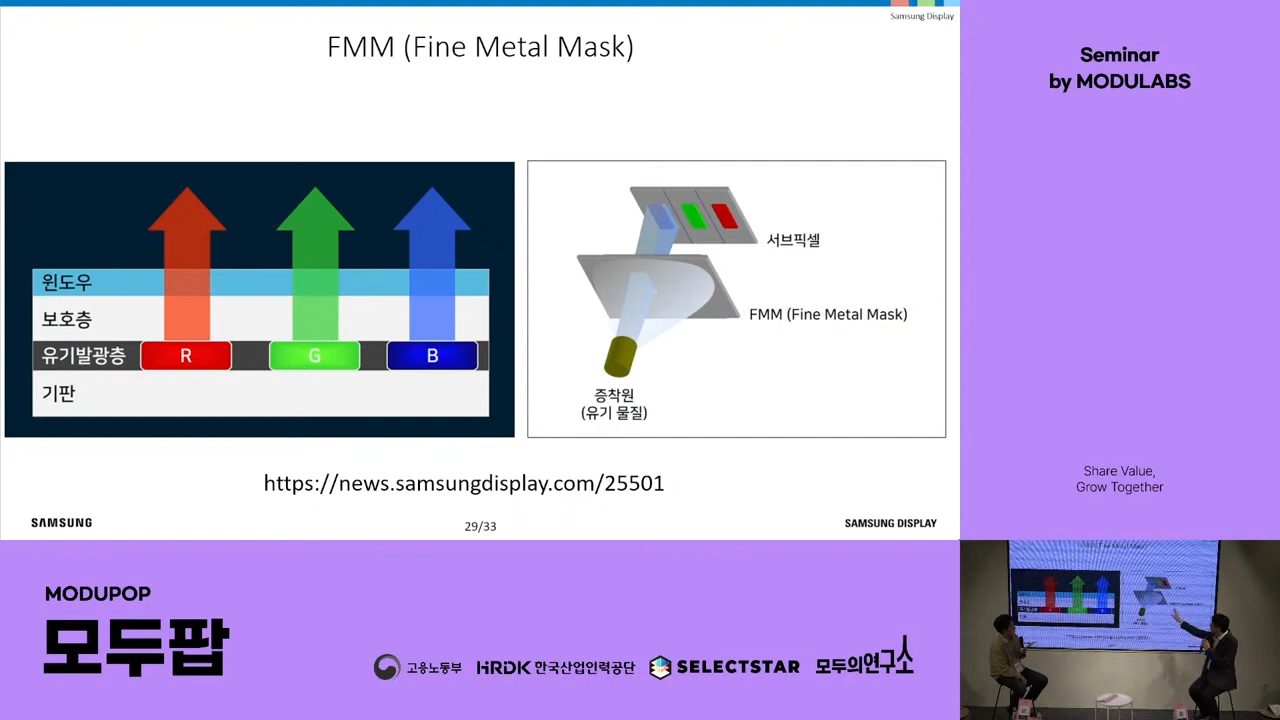 Samsung Display
FMM (Fine Metal Mask)
윈도우
보호층
유기발광층
R
G
B
기판
서브픽셀
FMM (Fine Metal Mask)
증착원
(유기 물질)
https://news.samsungdisplay.com/25501
SAMSUNG
29/33
SAMSUNG DISPLAY
Seminar
by MODULABS
Share Value,
Grow Together
MODUPOP
모두팝
고용노동부
HRDK 한국산업인력공단
SELECTSTAR
모두의연구소